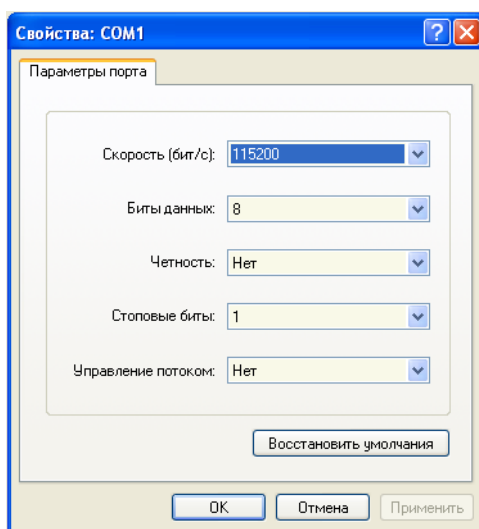 Свойства: COM1
Параметры порта
Скорость (бит/с): 115200
Биты данных: 8
Четность: Нет
Стоповые биты: 1
Управление потоком: Нет
Восстановить умолчания
OK Отмена Применить